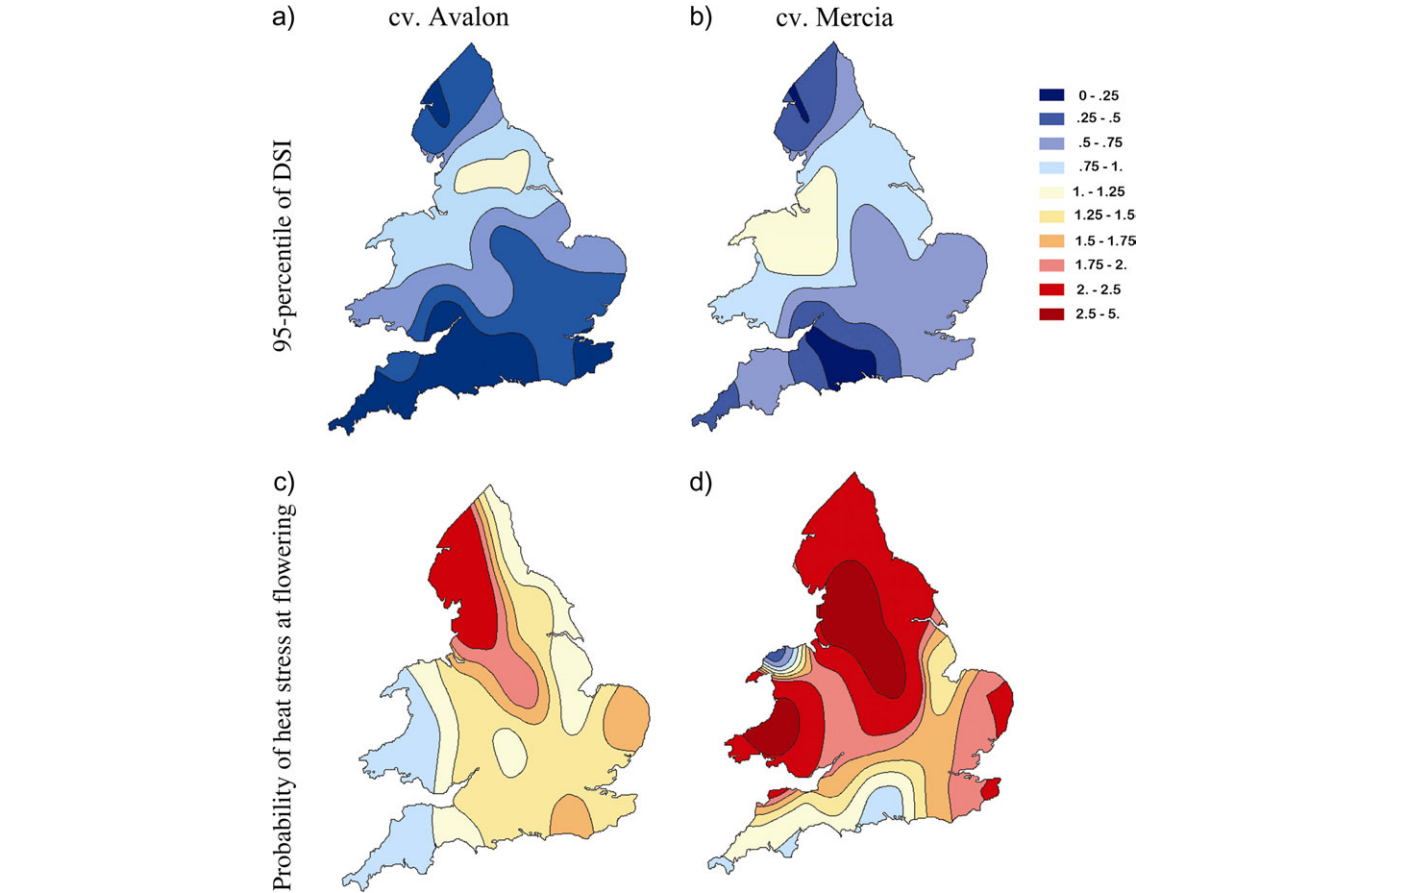 a)
cv. Avalon
b)
cv. Mercia
95-percentile of DSI
0 - .25
.25 - .5
.5 - .75
.75 - 1.
1. - 1.25
1.25 - 1.5
1.5 - 1.75
1.75 - 2.
2. - 2.5
2.5 - 5.
c)
d)
Probability of heat stress at flowering